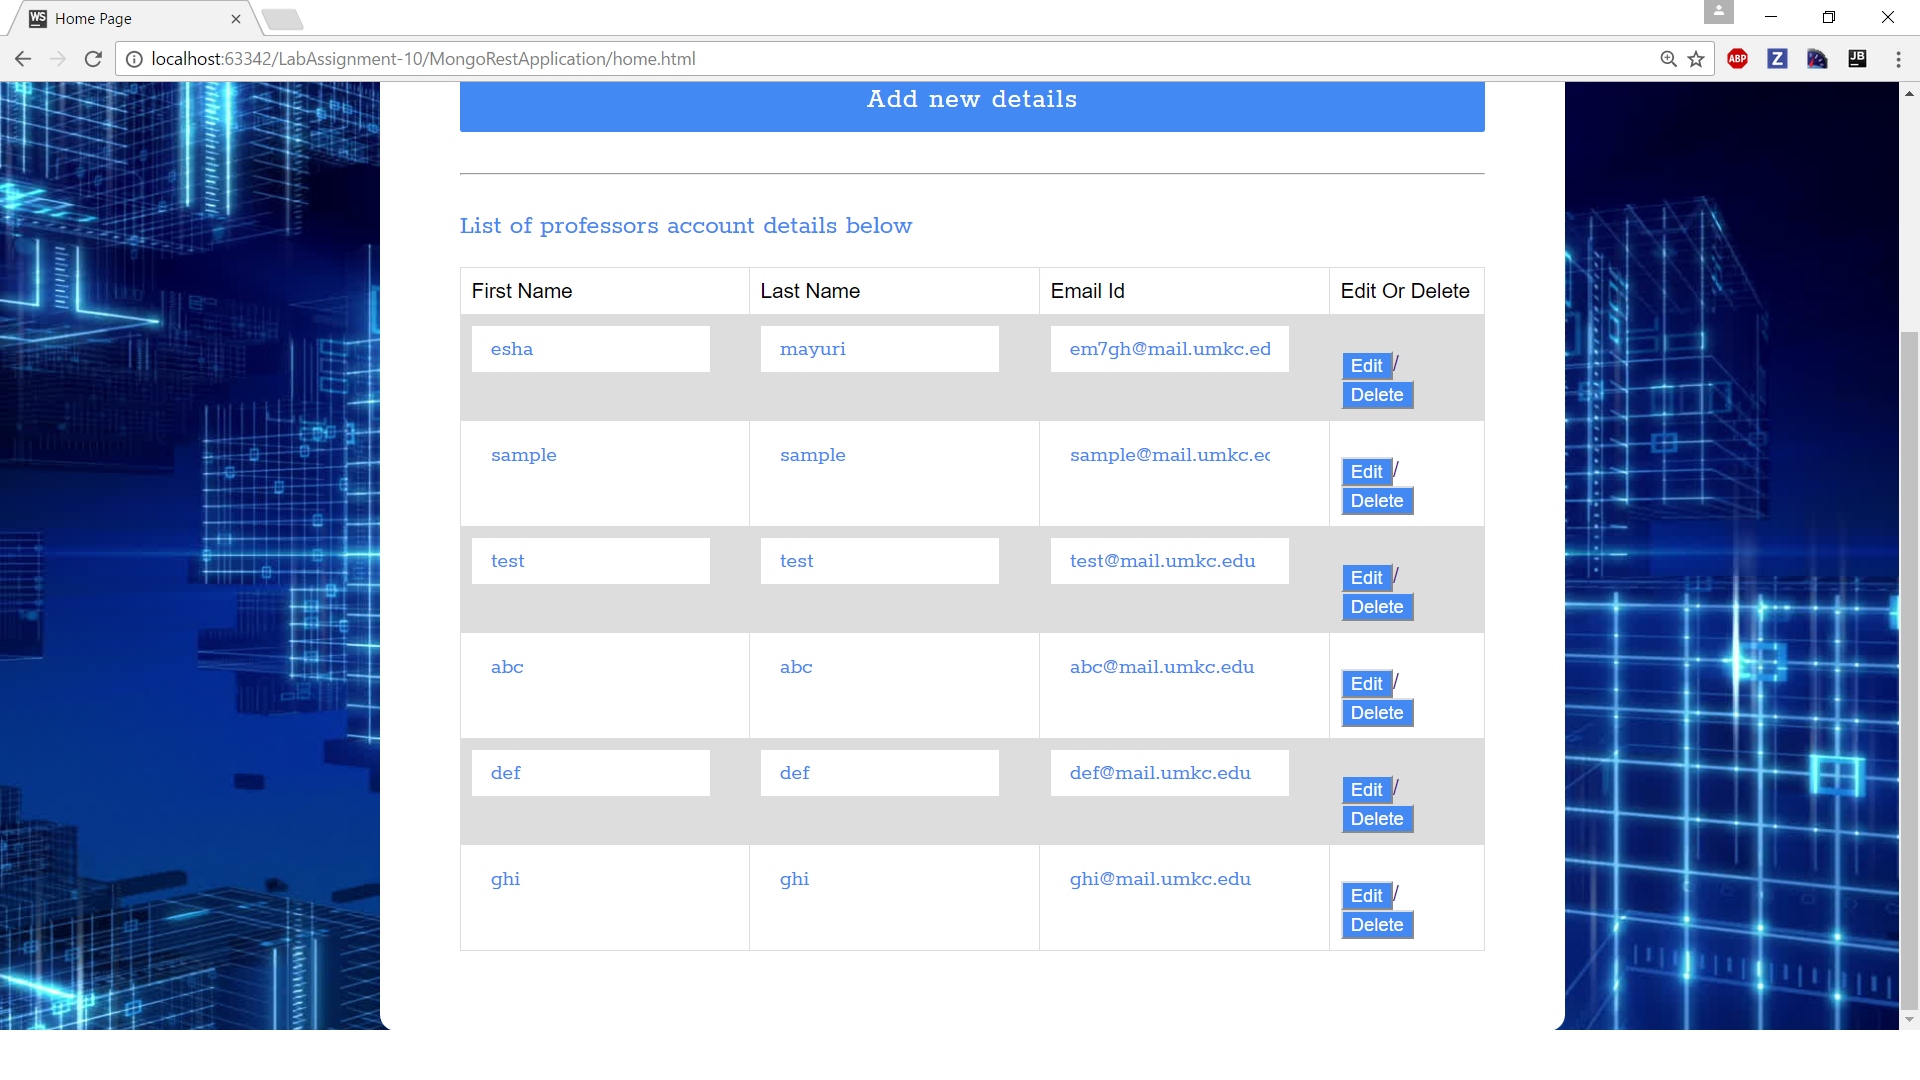 WS Home Page
localhost:63342/LabAssignment-10/MongoRestApplication/home.html
ABP Z JB
Add new details
List of professors account details below
First Name Last Name Email Id Edit Or Delete
esha mayuri em7gh@mail.umkc.ed Edit/
Delete
sample sample sample@mail.umkc.ec Edit/
Delete
test test test@mail.umkc.edu Edit/
Delete
abc abc abc@mail.umkc.edu Edit/
Delete
def def def@mail.umkc.edu Edit/
Delete
ghi ghi ghi@mail.umkc.edu Edit/
Delete